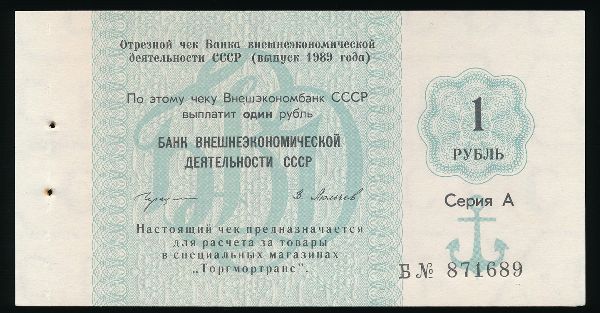 Отрезной чек Банка внешнеэкономической
деятельности СССР (выпуск 1989 года)
По этому чеку Внешэкономбанк СССР
выплатит один рубль
БАНК ВНЕШНЕЭКОНОМИЧЕСКОЙ
ДЕЯТЕЛЬНОСТИ СССР
Настоящий чек предназначается
для расчета за товары
в специальных магазинах
„Торгмортранс".
1
РУБЛЬ
Серия А
Б № 871689